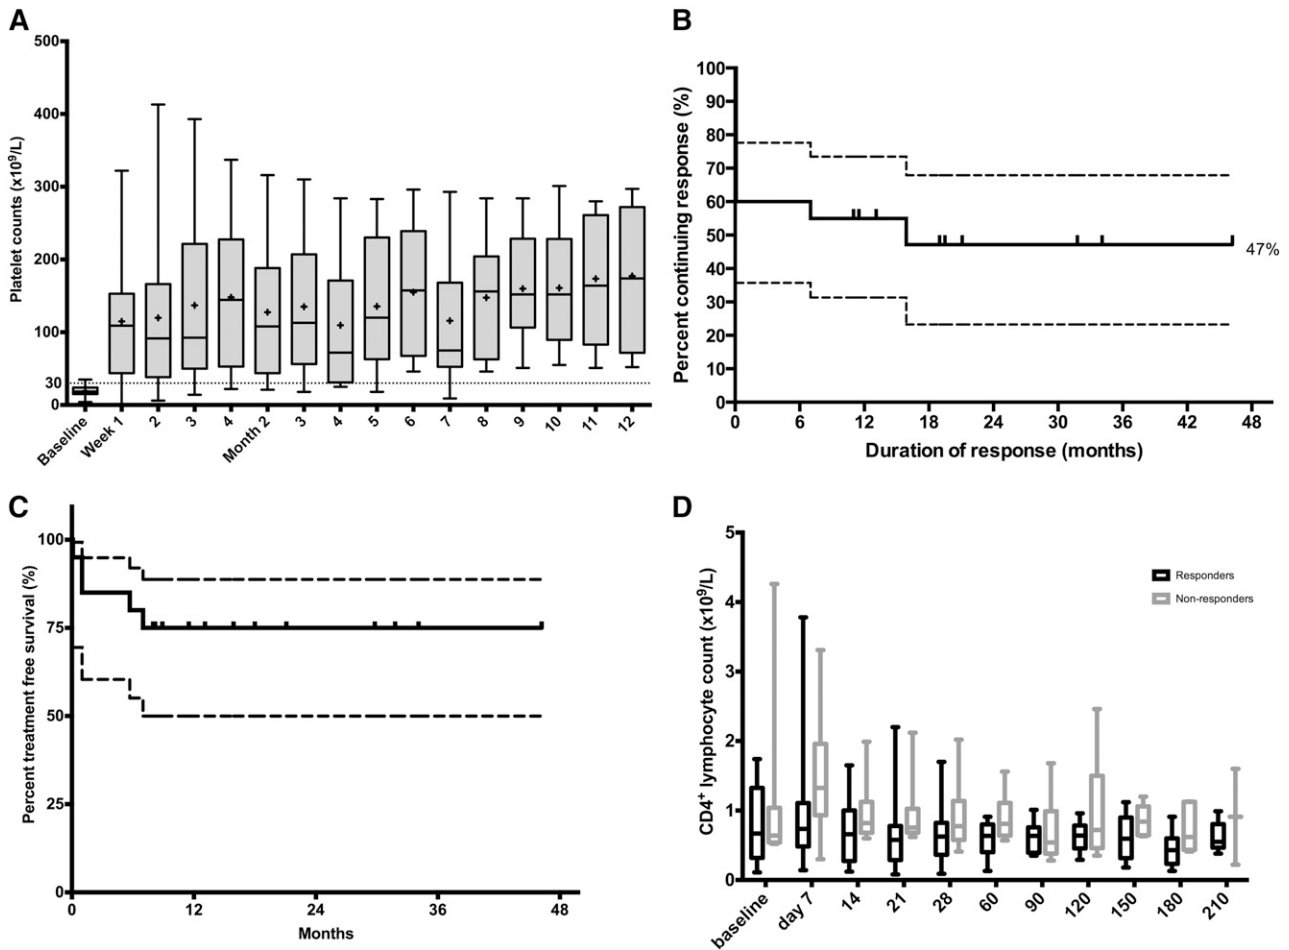 A
Platelet counts (x10⁹/L)
500
400
300
200
100
30
0
Baseline
Week 1
2
3
4
Month 2
3
4
5
6
7
8
9
10
11
12
B
Percent continuing response (%)
100
90
80
70
60
50
40
30
20
10
0
47%
0 6 12 18 24 30 36 42 48
Duration of response (months)
C
Percent treatment free survival (%)
100
75
50
25
0
0 12 24 36 48
Months
D
CD4⁺ lymphocyte count (x10⁹/L)
5
4
3
2
1
0
Responders
Non-responders
baseline
day 7
14
21
28
60
90
120
150
180
210